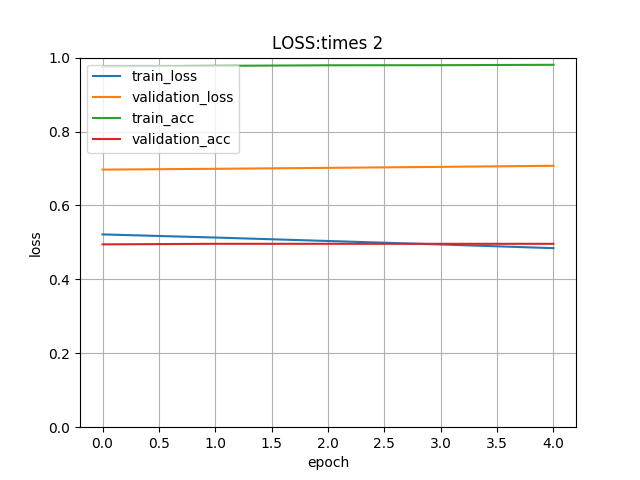 LOSS:times 2
1.0
0.8
0.6
0.4
0.2
0.0
loss
train_loss
validation_loss
train_acc
validation_acc
0.0 0.5 1.0 1.5 2.0 2.5 3.0 3.5 4.0
epoch